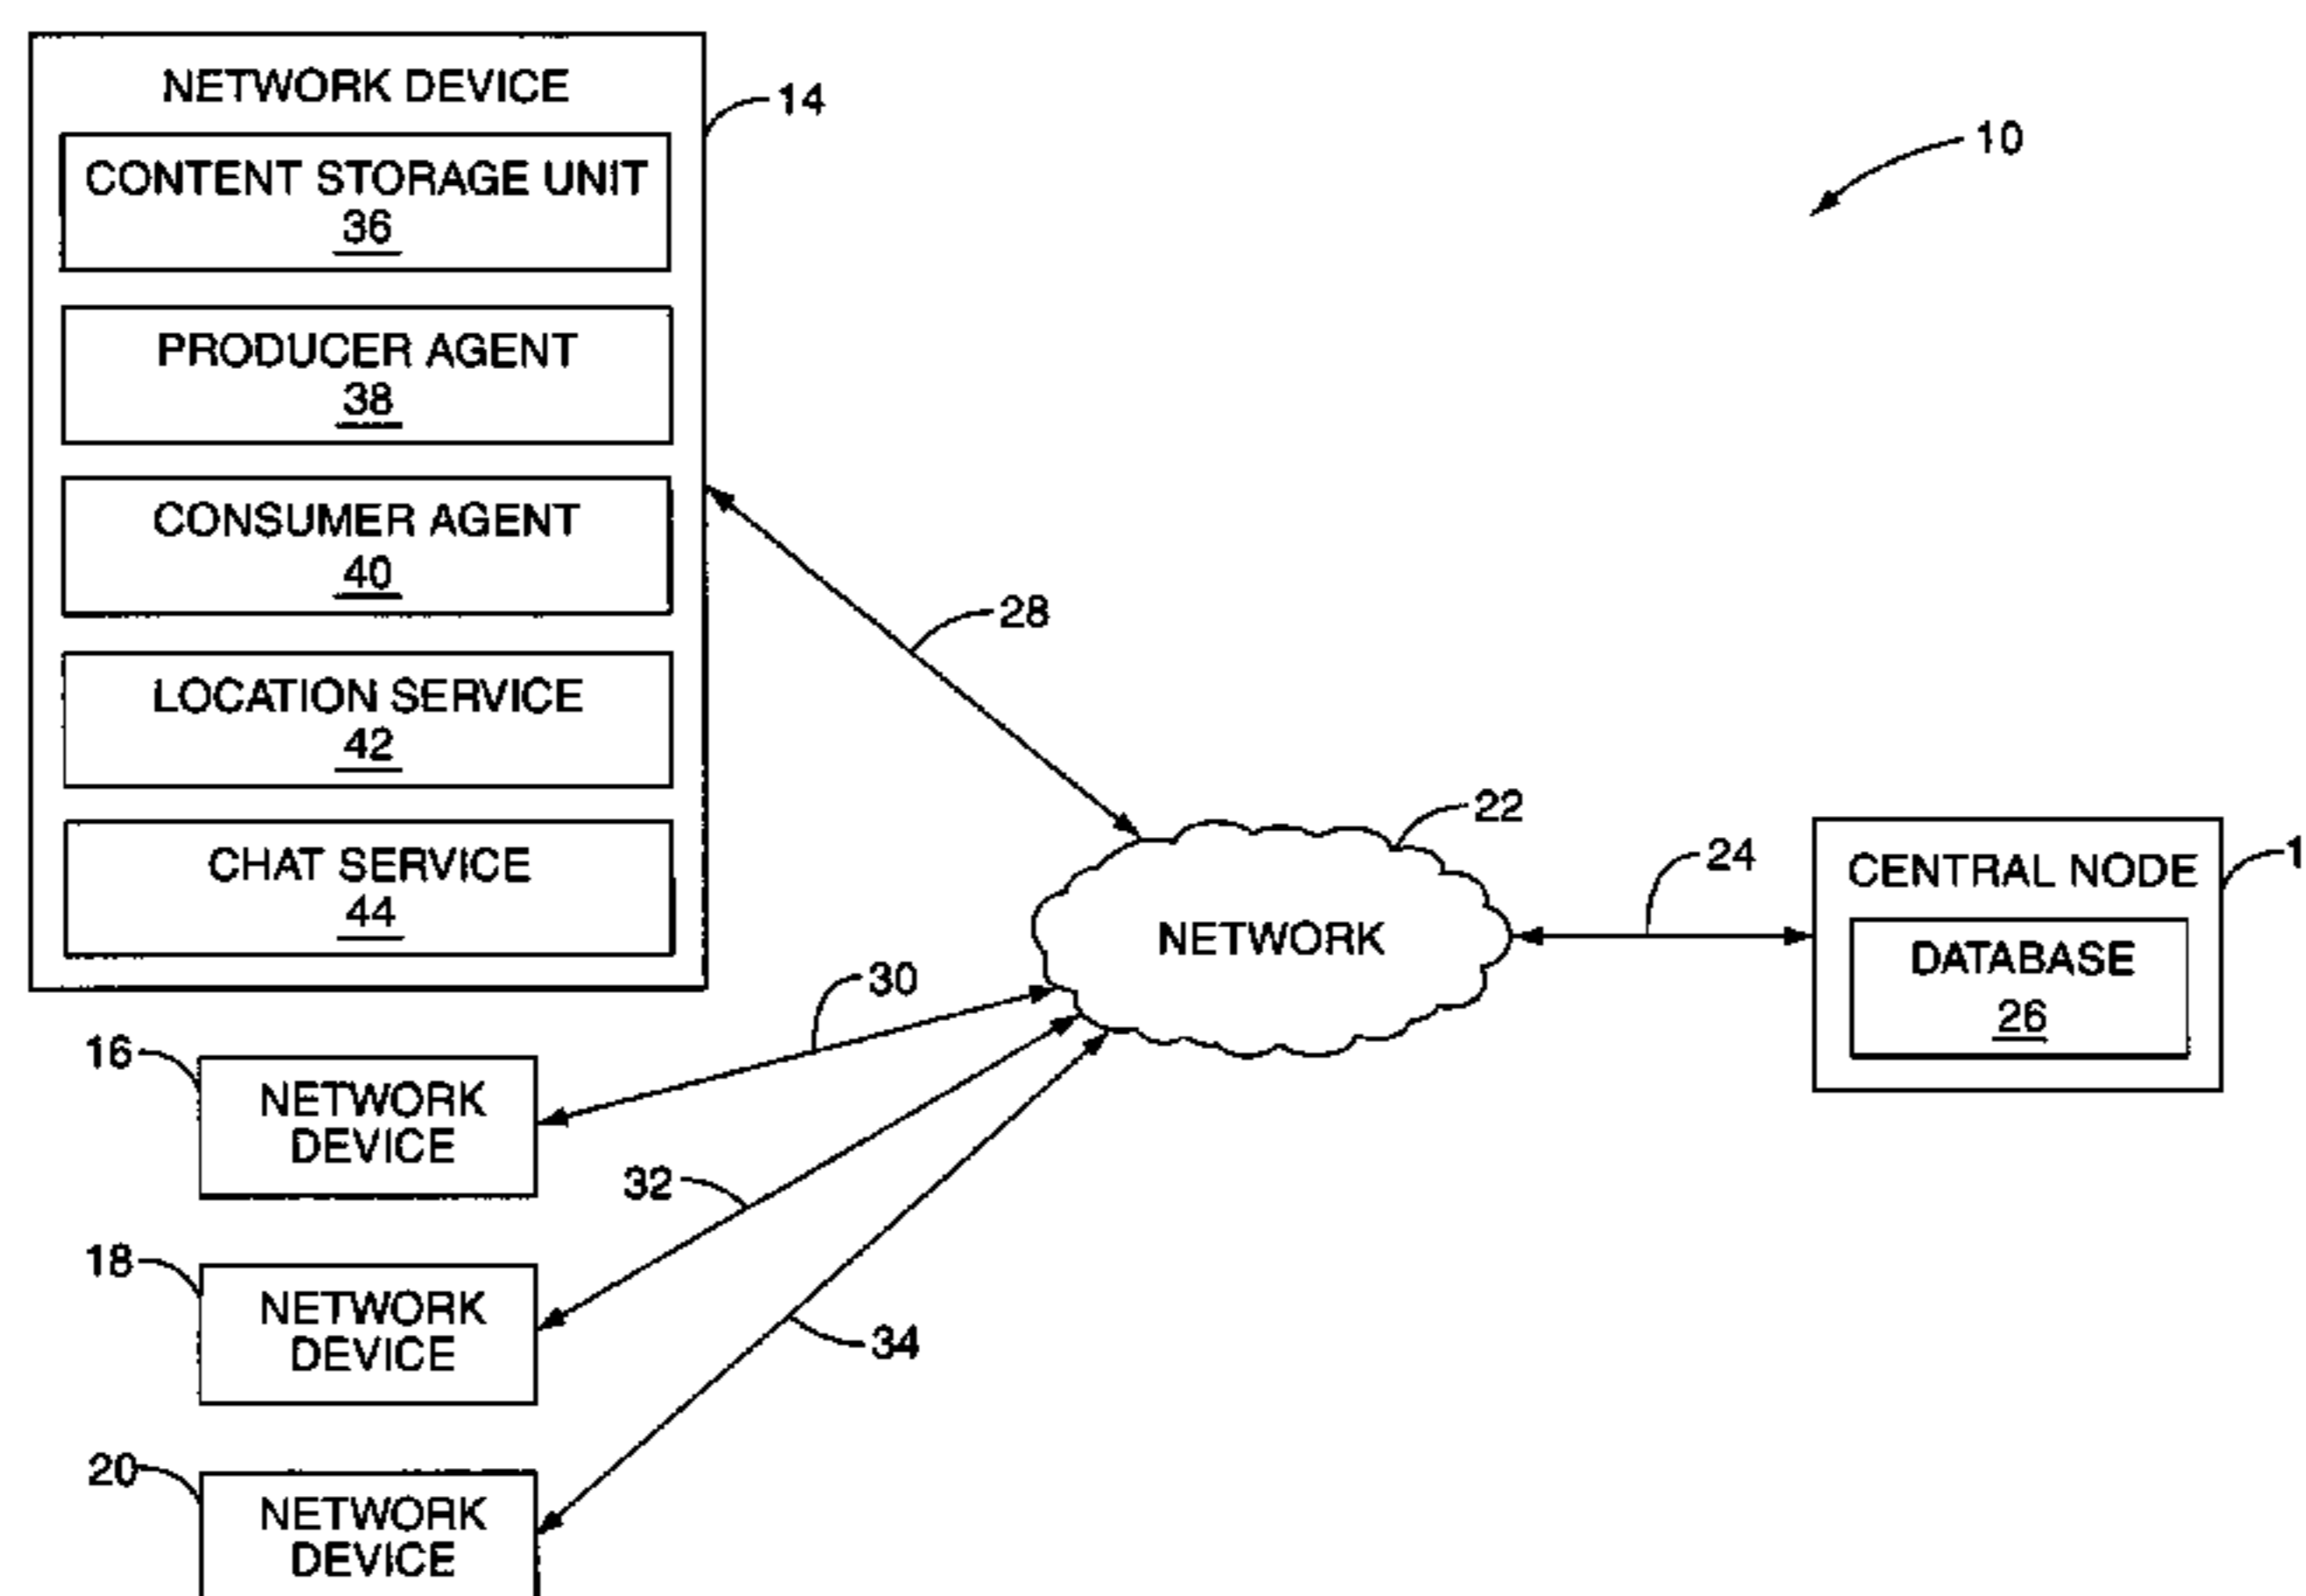 NETWORK DEVICE
14
CONTENT STORAGE UNIT
36
PRODUCER AGENT
38
CONSUMER AGENT
40
LOCATION SERVICE
42
CHAT SERVICE
44
10
28
22
24
NETWORK
CENTRAL NODE
1
DATABASE
26
30
16
NETWORK
DEVICE
32
18
NETWORK
DEVICE
34
20
NETWORK
DEVICE